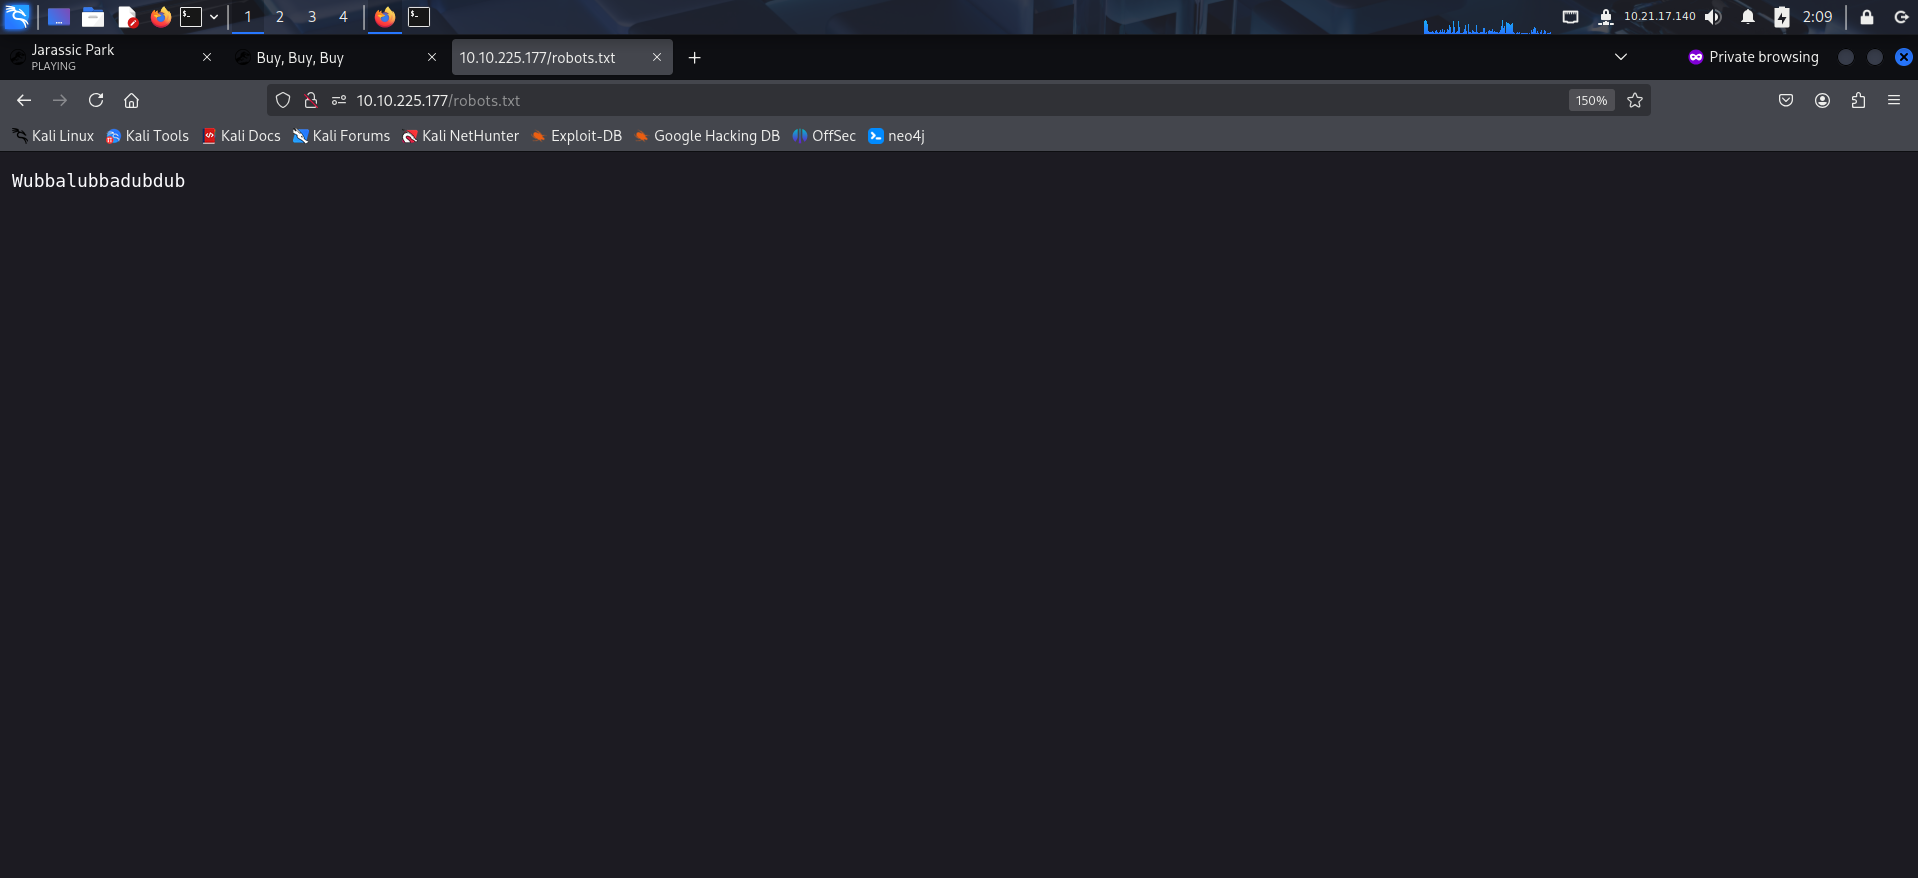 1 2 3 4 10.21.17.140 2:09
Jarassic Park
PLAYING
Buy, Buy, Buy
10.10.225.177/robots.txt
Private browsing
10.10.225.177/robots.txt 150%
Kali Linux Kali Tools Kali Docs Kali Forums Kali NetHunter Exploit-DB Google Hacking DB OffSec neo4j
Wubbalubbadubdub